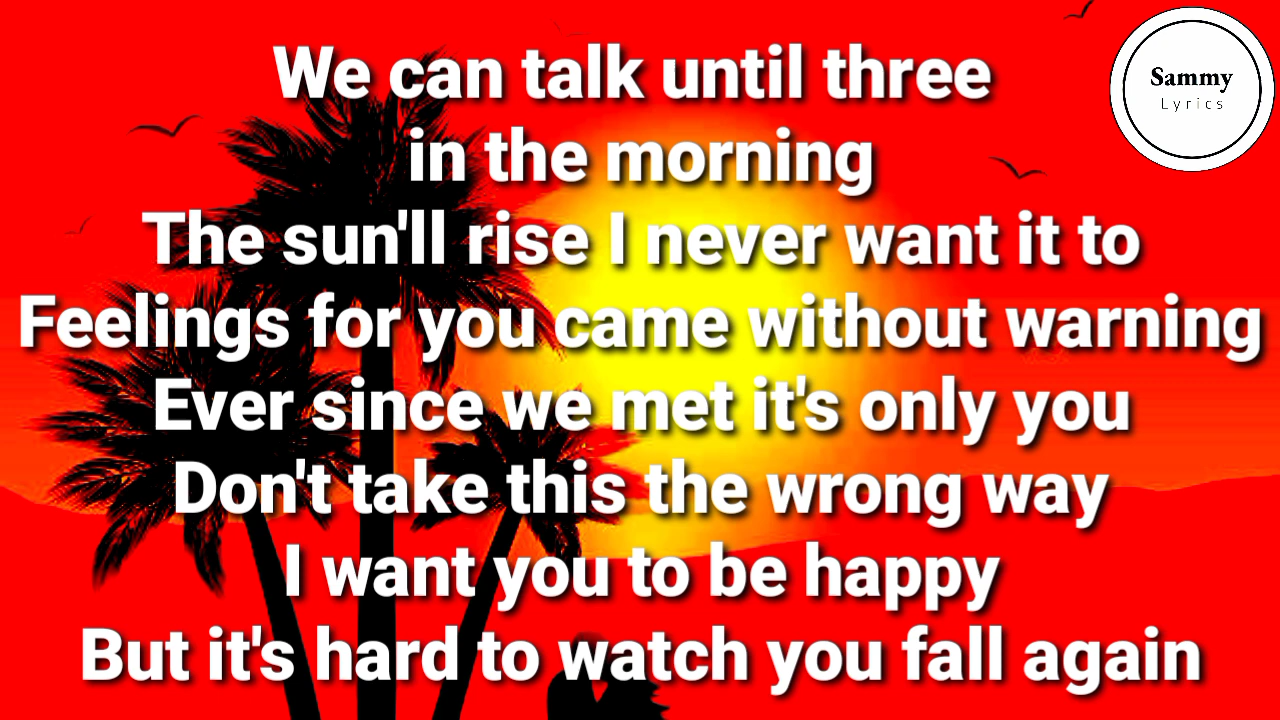 Sammy
Lyrics
We can talk until three
in the morning
The sun'll rise I never want it to
Feelings for you came without warning
Ever since we met it's only you
Don't take this the wrong way
I want you to be happy
But it's hard to watch you fall again